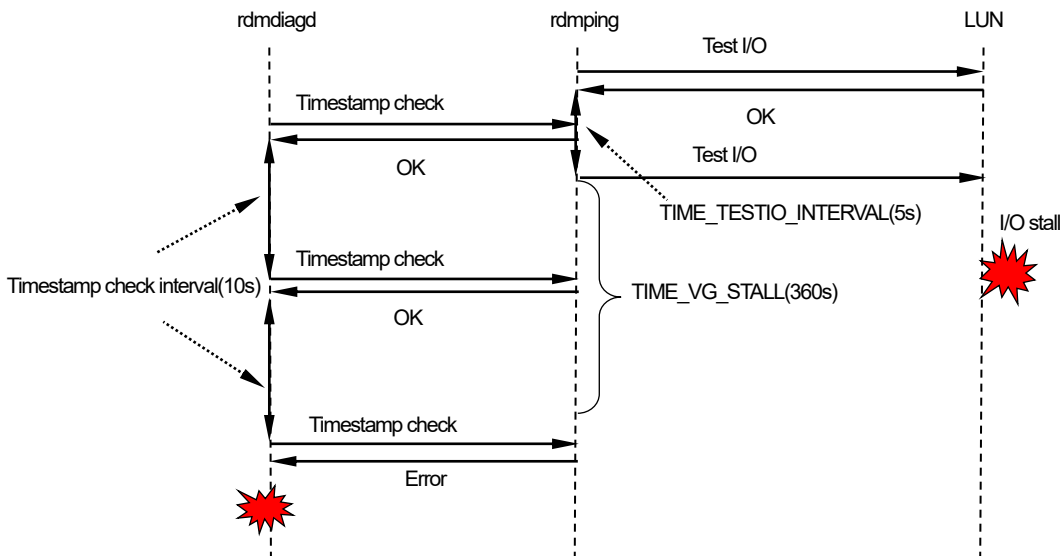 rdmdiagd
rdmping
LUN
Test I/O
Timestamp check
OK
OK
Test I/O
TIME_TESTIO_INTERVAL(5s)
I/O stall
Timestamp check
Timestamp check interval(10s)
TIME_VG_STALL(360s)
OK
Timestamp check
Error